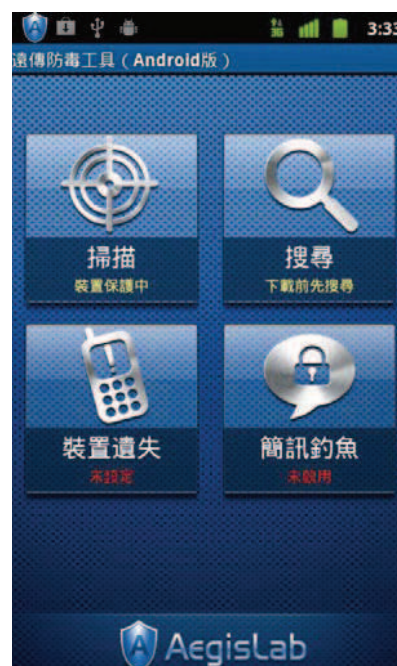 3:33
遠傳防毒工具(Android版)
掃描
裝置保護中
搜尋
下載前先搜尋
裝置遺失
未設定
簡訊釣魚
未啟用
AegisLab